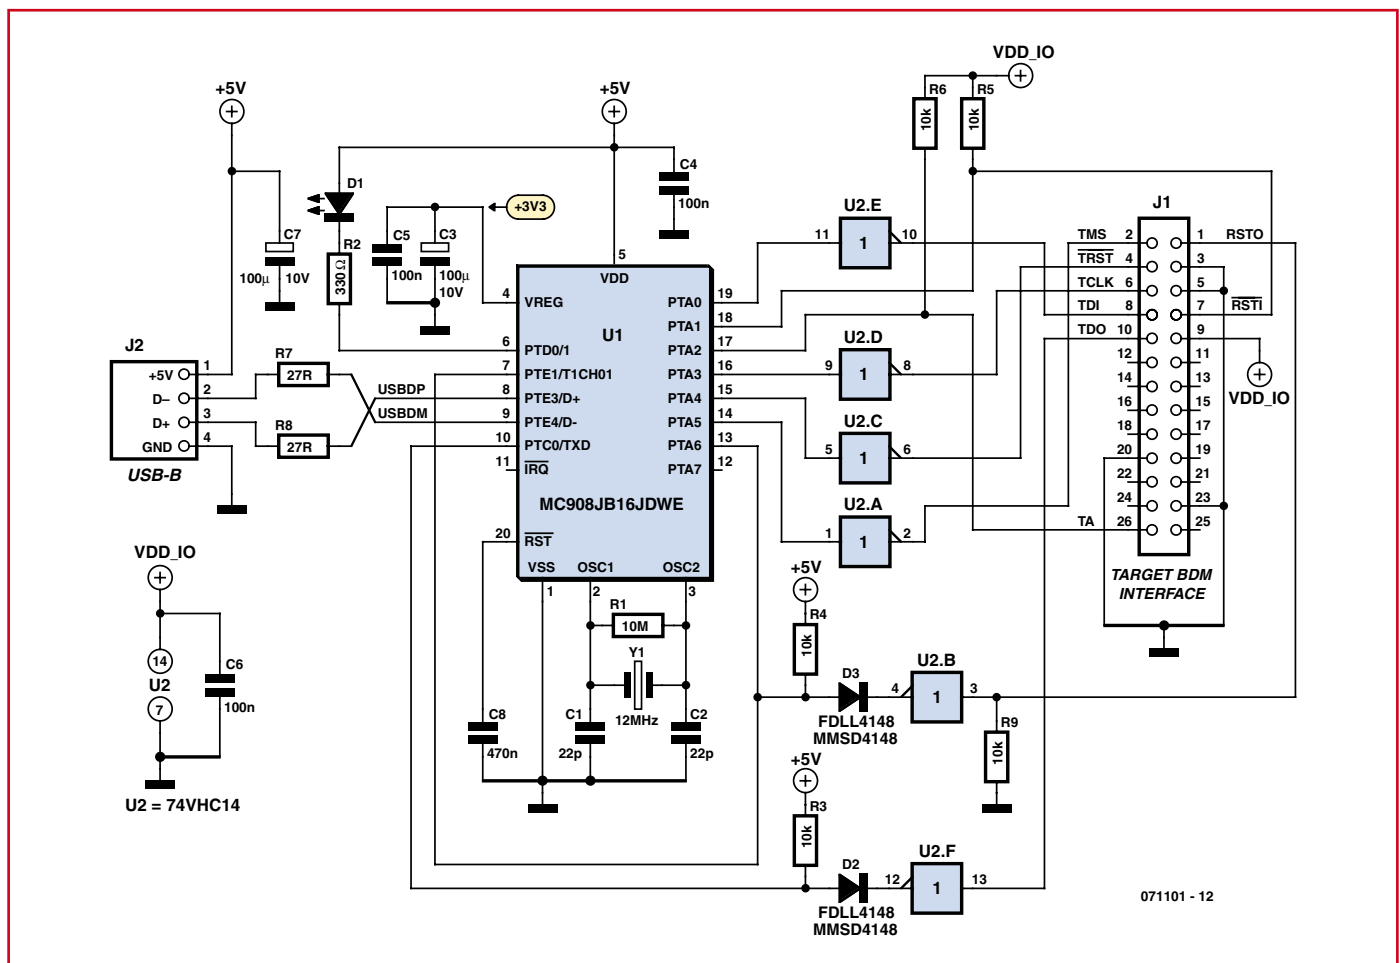 VDD_IO
+5V
+5V
R6
R5
10k
10k
D1
C4
100n
+3V3
C7
100µ
10V
R2
330Ω
C5
100n
C3
100µ
10V
5
VDD
U2.E
11
1
10
J1
TMS
2
1
RSTO
TRST
4
3
TCLK
6
5
TDI
8
7
RSTI
TDO
10
9
12
11
VDD_IO
14
13
16
15
18
17
20
19
22
21
24
23
TA
26
25
TARGET BDM
INTERFACE
4
VREG
U1
PTA0
19
PTA1
18
6
PTD0/1
PTA2
17
7
PTE1/T1CH01
PTA3
16
8
PTE3/D+
PTA4
15
9
PTE4/D-
PTA5
14
10
PTC0/TXD
PTA6
13
11
IRQ
PTA7
12
MC908JB16JDWE
20
RST
VSS
OSC1
OSC2
1
2
3
U2.D
9
1
8
U2.C
5
1
6
U2.A
1
1
2
J2
+5V
1
D–
2
D+
3
GND
4
USB-B
R7
27R
R8
27R
USBDP
USBDM
VDD_IO
14
U2
7
C6
100n
U2 = 74VHC14
R1
10M
Y1
12MHz
C8
470n
C1
22p
C2
22p
+5V
R4
10k
D3
FDLL4148
MMSD4148
U2.B
4
1
3
R9
10k
+5V
R3
10k
D2
FDLL4148
MMSD4148
U2.F
12
1
13
071101 - 12